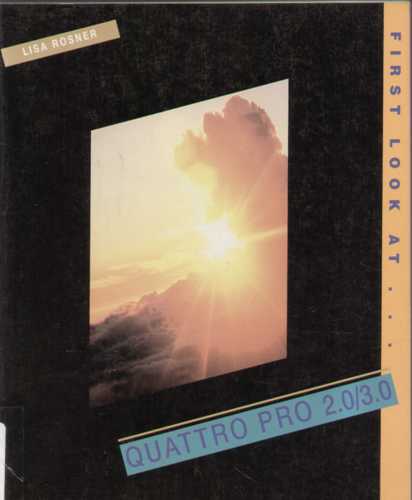 LISA ROSNER
FIRST LOOK AT . . .
QUATTRO PRO 2.0/3.0